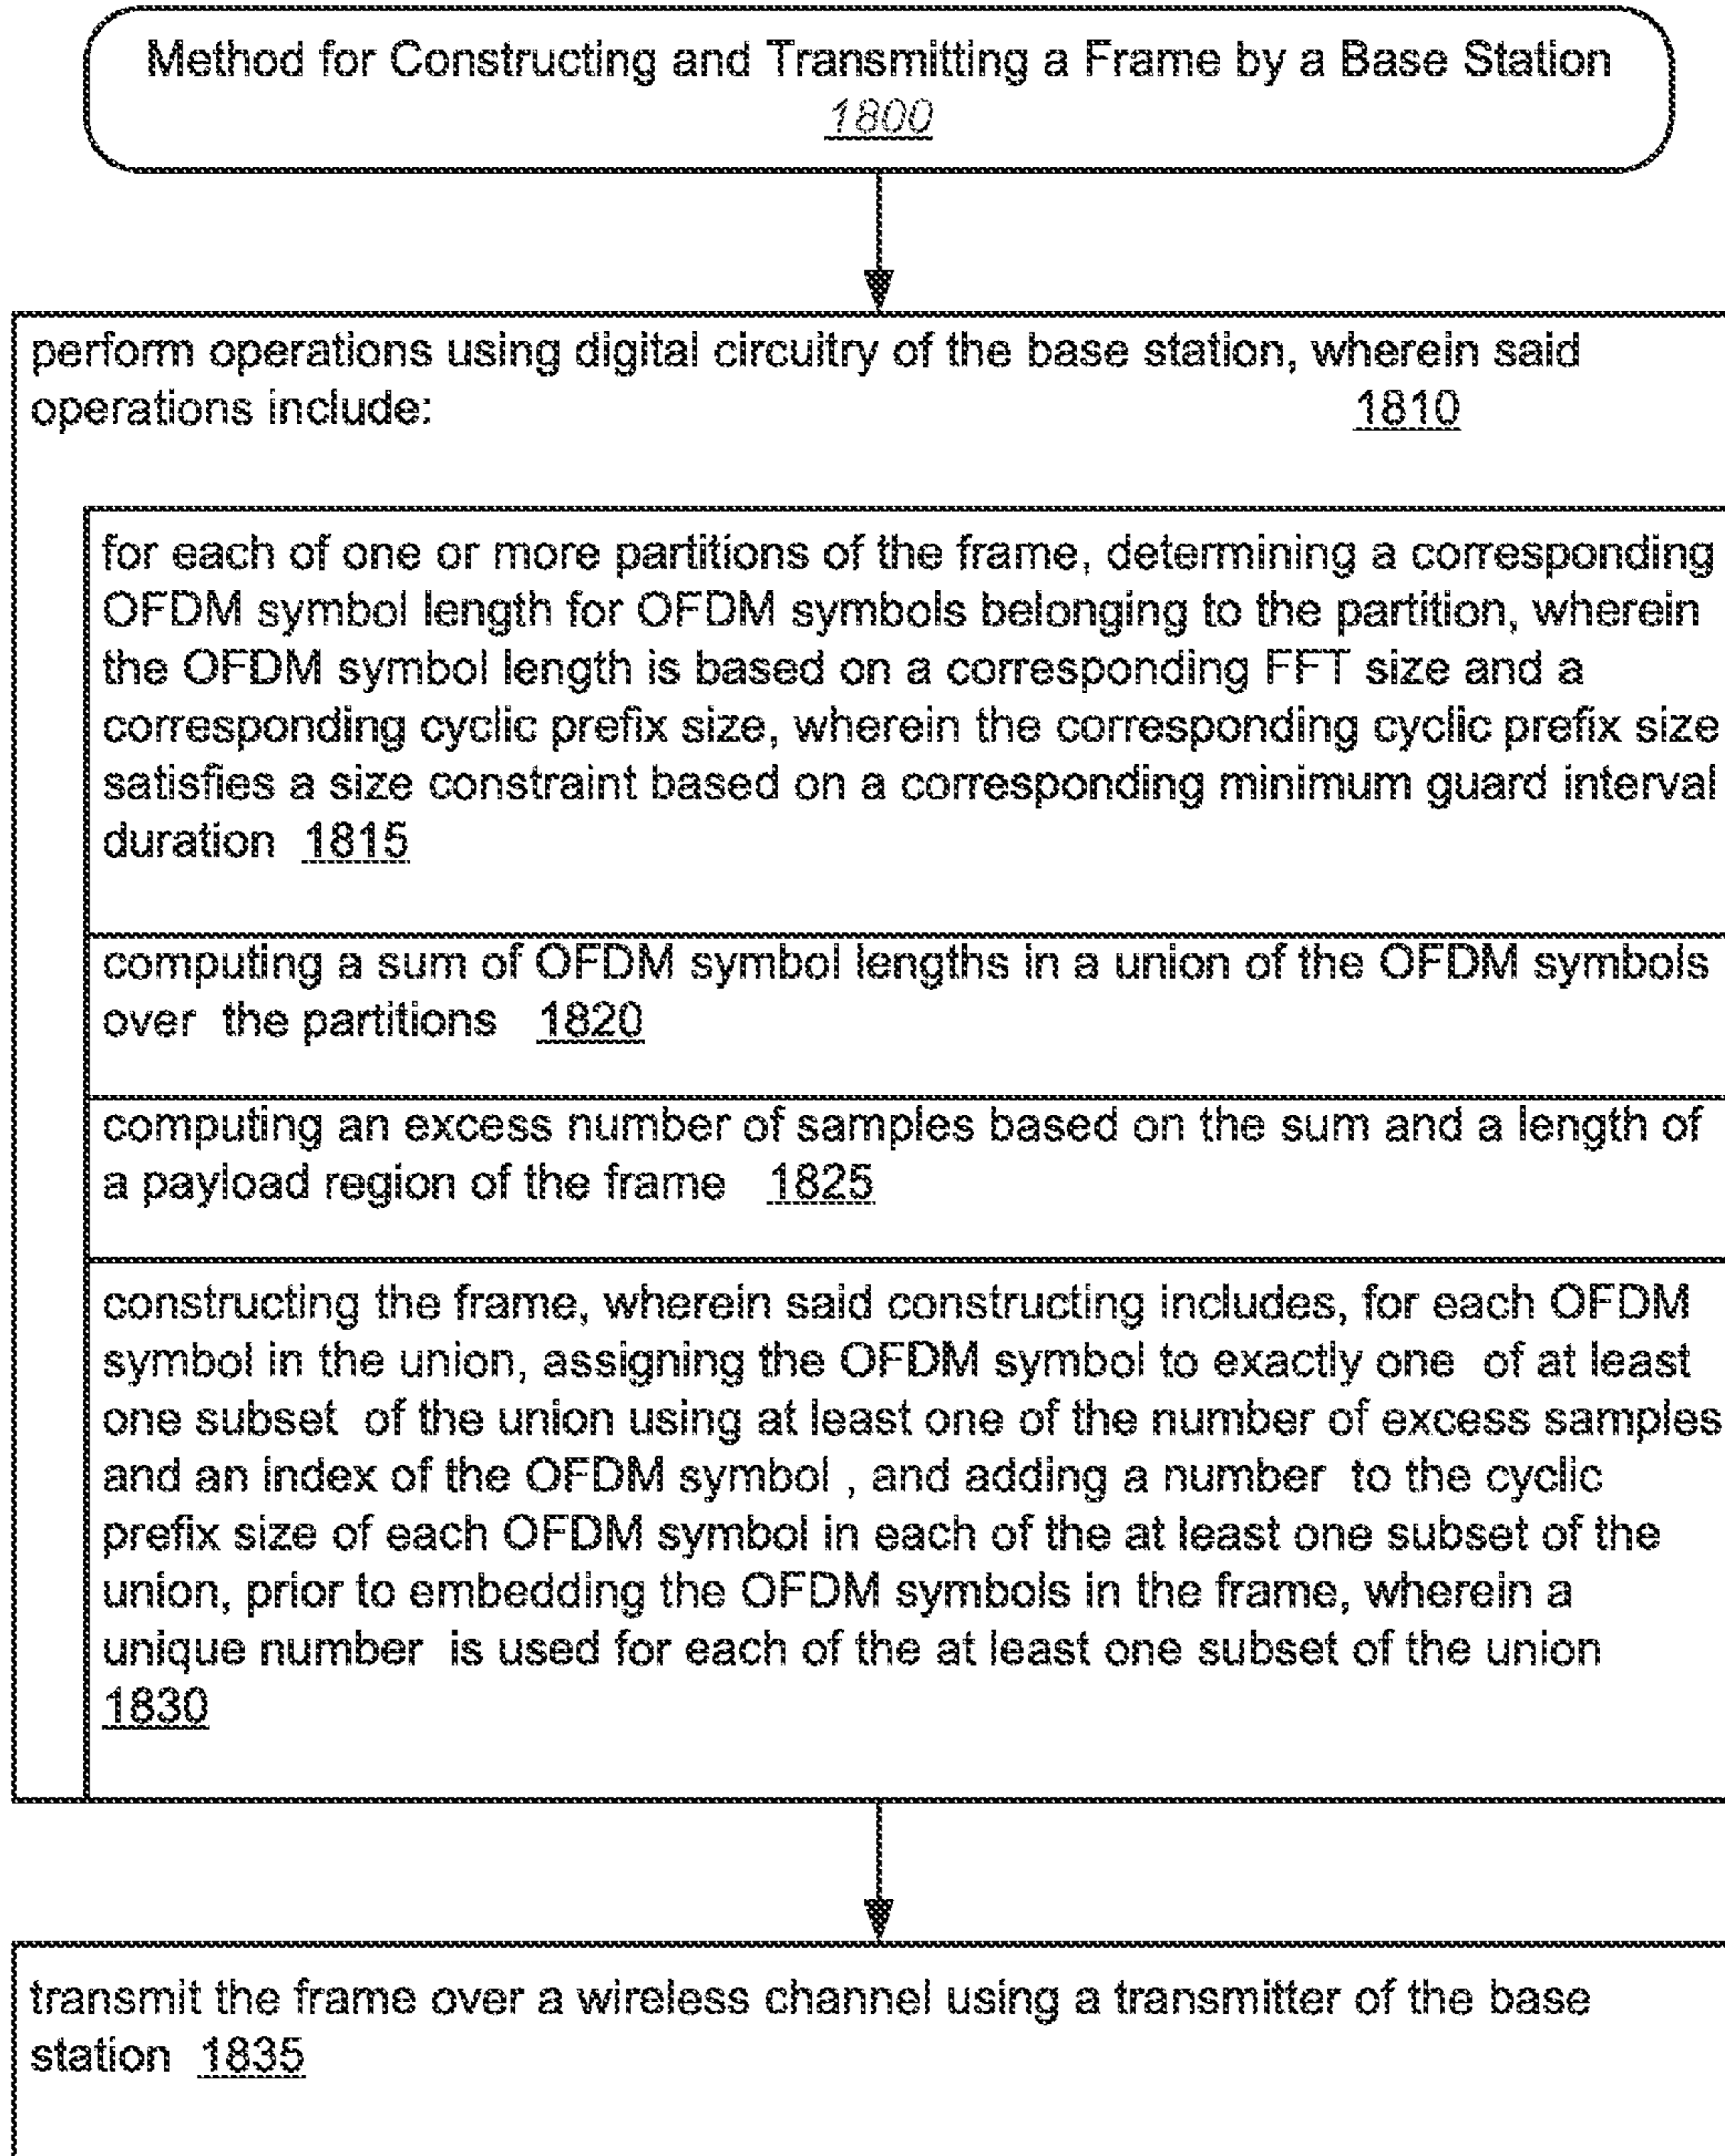 Method for Constructing and Transmitting a Frame by a Base Station
1800
perform operations using digital circuitry of the base station, wherein said
operations include: 1810
for each of one or more partitions of the frame, determining a corresponding
OFDM symbol length for OFDM symbols belonging to the partition, wherein
the OFDM symbol length is based on a corresponding FFT size and a
corresponding cyclic prefix size, wherein the corresponding cyclic prefix size
satisfies a size constraint based on a corresponding minimum guard interval
duration 1815
computing a sum of OFDM symbol lengths in a union of the OFDM symbols
over the partitions 1820
computing an excess number of samples based on the sum and a length of
a payload region of the frame 1825
constructing the frame, wherein said constructing includes, for each OFDM
symbol in the union, assigning the OFDM symbol to exactly one of at least
one subset of the union using at least one of the number of excess samples
and an index of the OFDM symbol , and adding a number to the cyclic
prefix size of each OFDM symbol in each of the at least one subset of the
union, prior to embedding the OFDM symbols in the frame, wherein a
unique number is used for each of the at least one subset of the union
1830
transmit the frame over a wireless channel using a transmitter of the base
station 1835